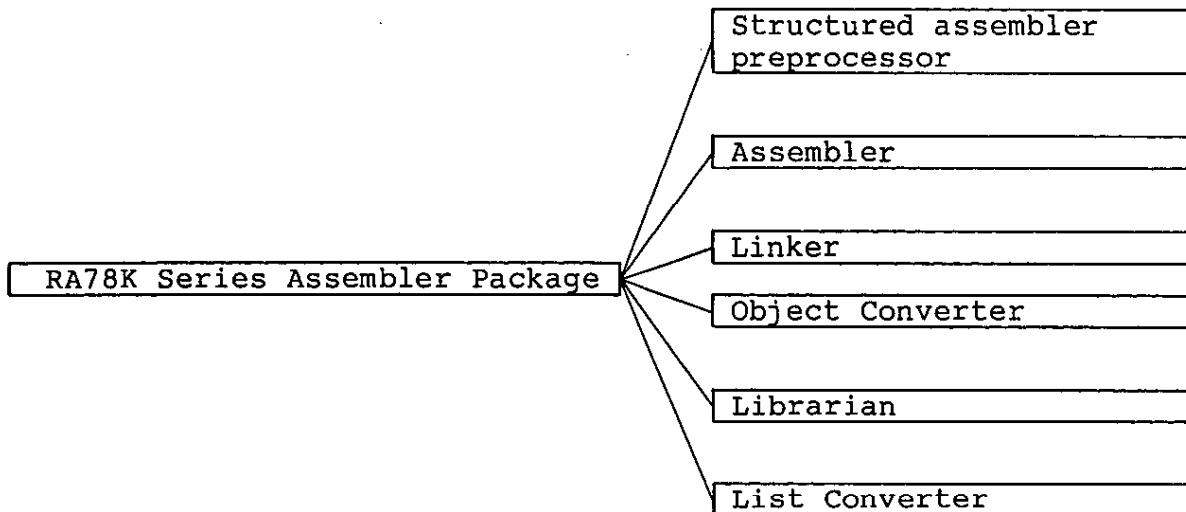 Structured assembler
preprocessor
Assembler
Linker
RA78K Series Assembler Package
Object Converter
Librarian
List Converter